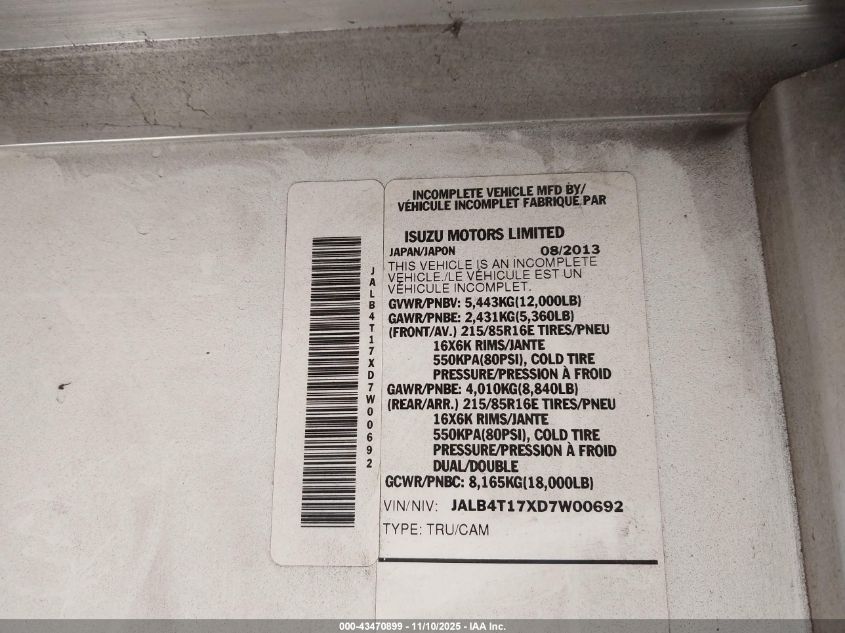 INCOMPLETE VEHICLE MFD BY/
VÉHICULE INCOMPLET FABRIQUE PAR
ISUZU MOTORS LIMITED
JAPAN/JAPON 08/2013
THIS VEHICLE IS AN INCOMPLETE
VEHICLE./LE VÉHICULE EST UN
VÉHICULE INCOMPLET.
GVWR/PNBV: 5,443KG(12,000LB)
GAWR/PNBE: 2,431KG(5,360LB)
(FRONT/AV.) 215/85R16E TIRES/PNEU
16X6K RIMS/JANTE
550KPA(80PSI), COLD TIRE
PRESSURE/PRESSION À FROID
GAWR/PNBE: 4,010KG(8,840LB)
(REAR/ARR.) 215/85R16E TIRES/PNEU
16X6K RIMS/JANTE
550KPA(80PSI), COLD TIRE
PRESSURE/PRESSION À FROID
DUAL/DOUBLE
GCWR/PNBC: 8,165KG(18,000LB)
VIN/NIV: JALB4T17XD7W00692
TYPE: TRU/CAM
JALB4T17XD7W00692
000-43470899 - 11/10/2025 - IAA Inc.